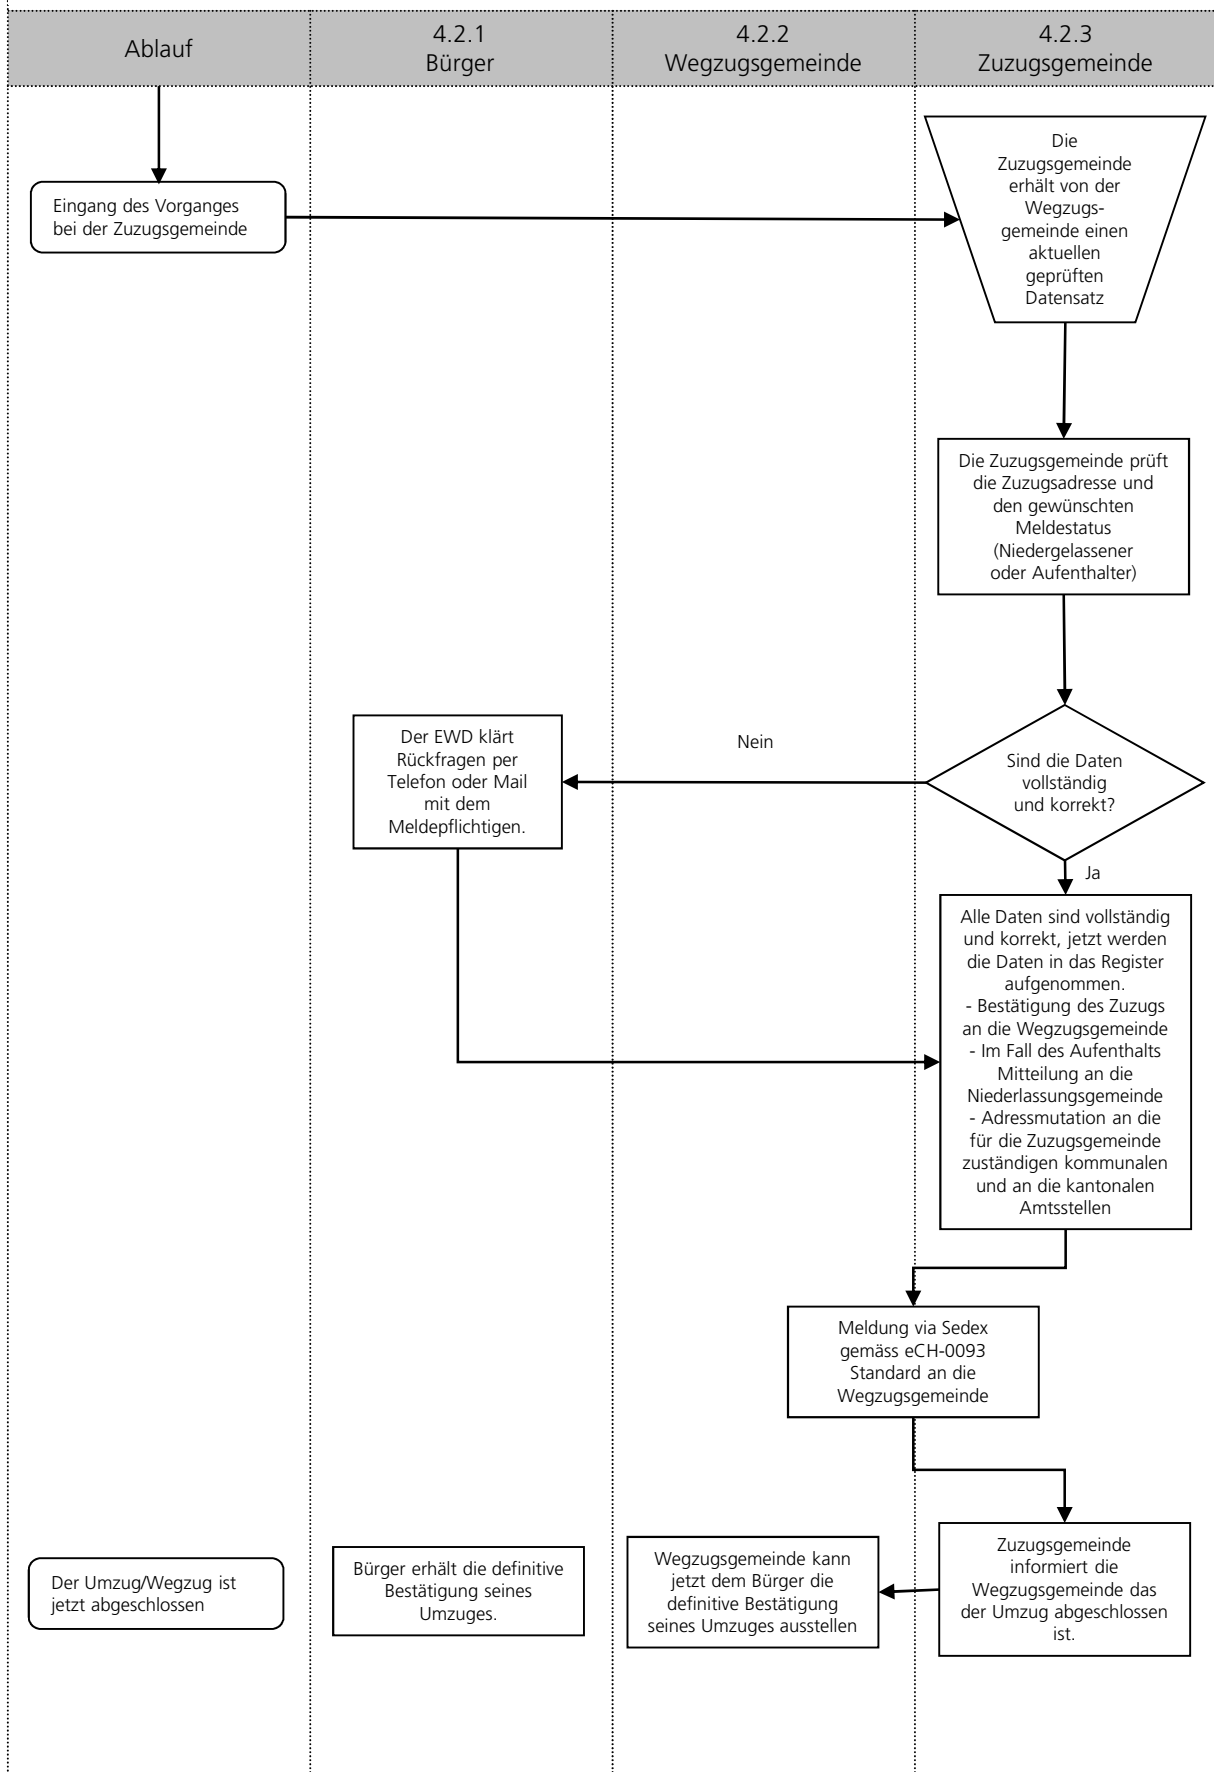 Ablauf
4.2.1
Bürger
4.2.2
Wegzugsgemeinde
4.2.3
Zuzugsgemeinde
Eingang des Vorganges
bei der Zuzugsgemeinde
Die
Zuzugsgemeinde
erhält von der
Wegzugs-
gemeinde einen
aktuellen
geprüften
Datensatz
Die Zuzugsgemeinde prüft
die Zuzugsadresse und
den gewünschten
Meldestatus
(Niedergelassener
oder Aufenthalter)
Der EWD klärt
Rückfragen per
Telefon oder Mail
mit dem
Meldepflichtigen.
Nein
Sind die Daten
vollständig
und korrekt?
Ja
Alle Daten sind vollständig
und korrekt, jetzt werden
die Daten in das Register
aufgenommen.
- Bestätigung des Zuzugs
an die Wegzugsgemeinde
- Im Fall des Aufenthalts
Mitteilung an die
Niederlassungsgemeinde
- Adressmutation an die
für die Zuzugsgemeinde
zuständigen kommunalen
und an die kantonalen
Amtsstellen
Meldung via Sedex
gemäss eCH-0093
Standard an die
Wegzugsgemeinde
Der Umzug/Wegzug ist
jetzt abgeschlossen
Bürger erhält die definitive
Bestätigung seines
Umzuges.
Wegzugsgemeinde kann
jetzt dem Bürger die
definitive Bestätigung
seines Umzuges ausstellen
Zuzugsgemeinde
informiert die
Wegzugsgemeinde das
der Umzug abgeschlossen
ist.